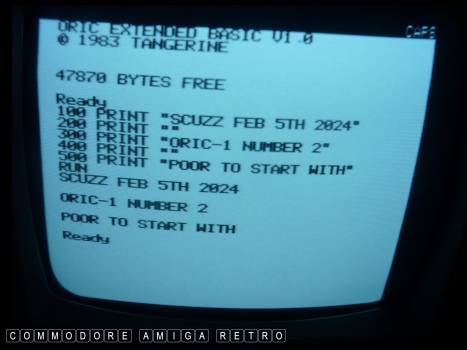 ORIC EXTENDED BASIC V1.0
© 1983 TANGERINE
CAPS
47870 BYTES FREE
Ready
100 PRINT "SCUZZ FEB 5TH 2024"
200 PRINT ""
300 PRINT "ORIC-1 NUMBER 2"
400 PRINT ""
500 PRINT "POOR TO START WITH"
RUN
SCUZZ FEB 5TH 2024
ORIC-1 NUMBER 2
POOR TO START WITH
Ready
COMMODORE AMIGA RETRO